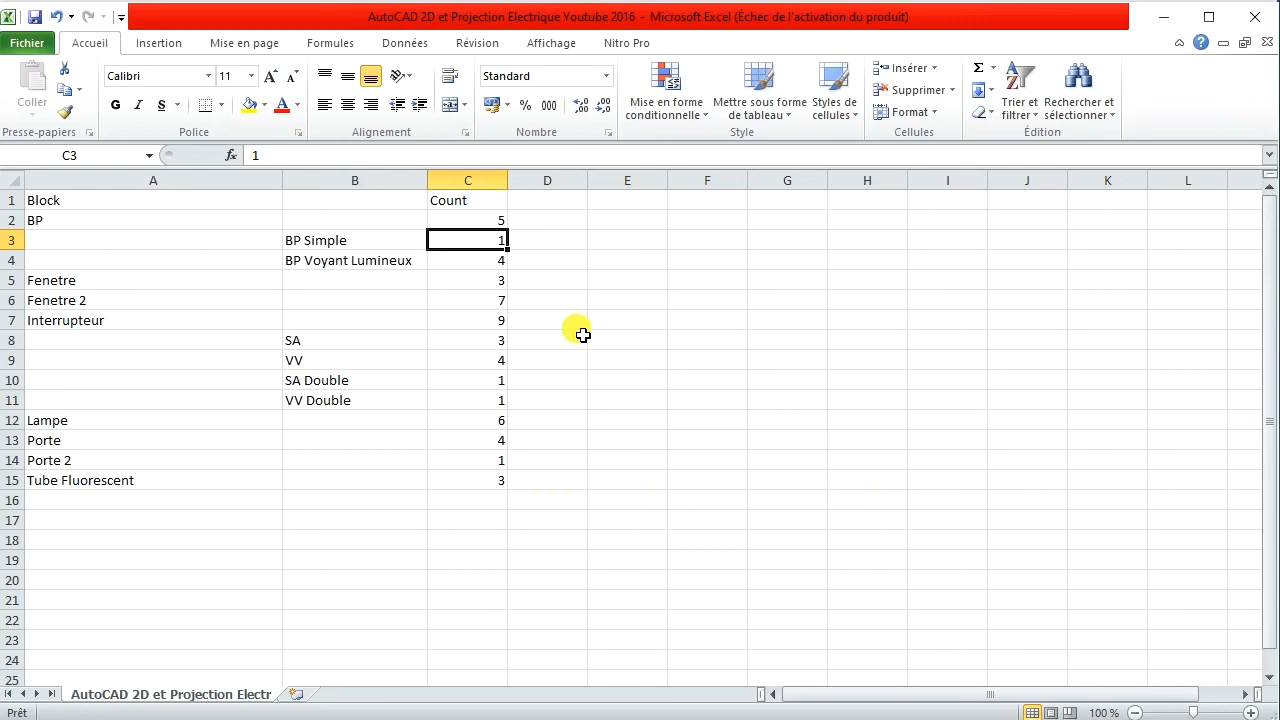 AutoCAD 2D et Projection Electrique Youtube 2016 - Microsoft Excel (Échec de l'activation du produit)
Fichier Accueil Insertion Mise en page Formules Données Révision Affichage Nitro Pro
Coller
Presse-papiers
Calibri 11
G I S
Police
Alignement
Standard
% 000
Nombre
Mise en forme conditionnelle
Mettre sous forme de tableau
Styles de cellules
Style
Insérer
Supprimer
Format
Cellules
Σ
Trier et filtrer
Rechercher et sélectionner
Édition
C3 fx 1
A B C D E F G H I J K L
1 Block Count
2 BP 5
3 BP Simple 1
4 BP Voyant Lumineux 4
5 Fenetre 3
6 Fenetre 2 7
7 Interrupteur 9
8 SA 3
9 VV 4
10 SA Double 1
11 VV Double 1
12 Lampe 6
13 Porte 4
14 Porte 2 1
15 Tube Fluorescent 3
16
17
18
19
20
21
22
23
24
25
AutoCAD 2D et Projection Electr
Prêt 100 %